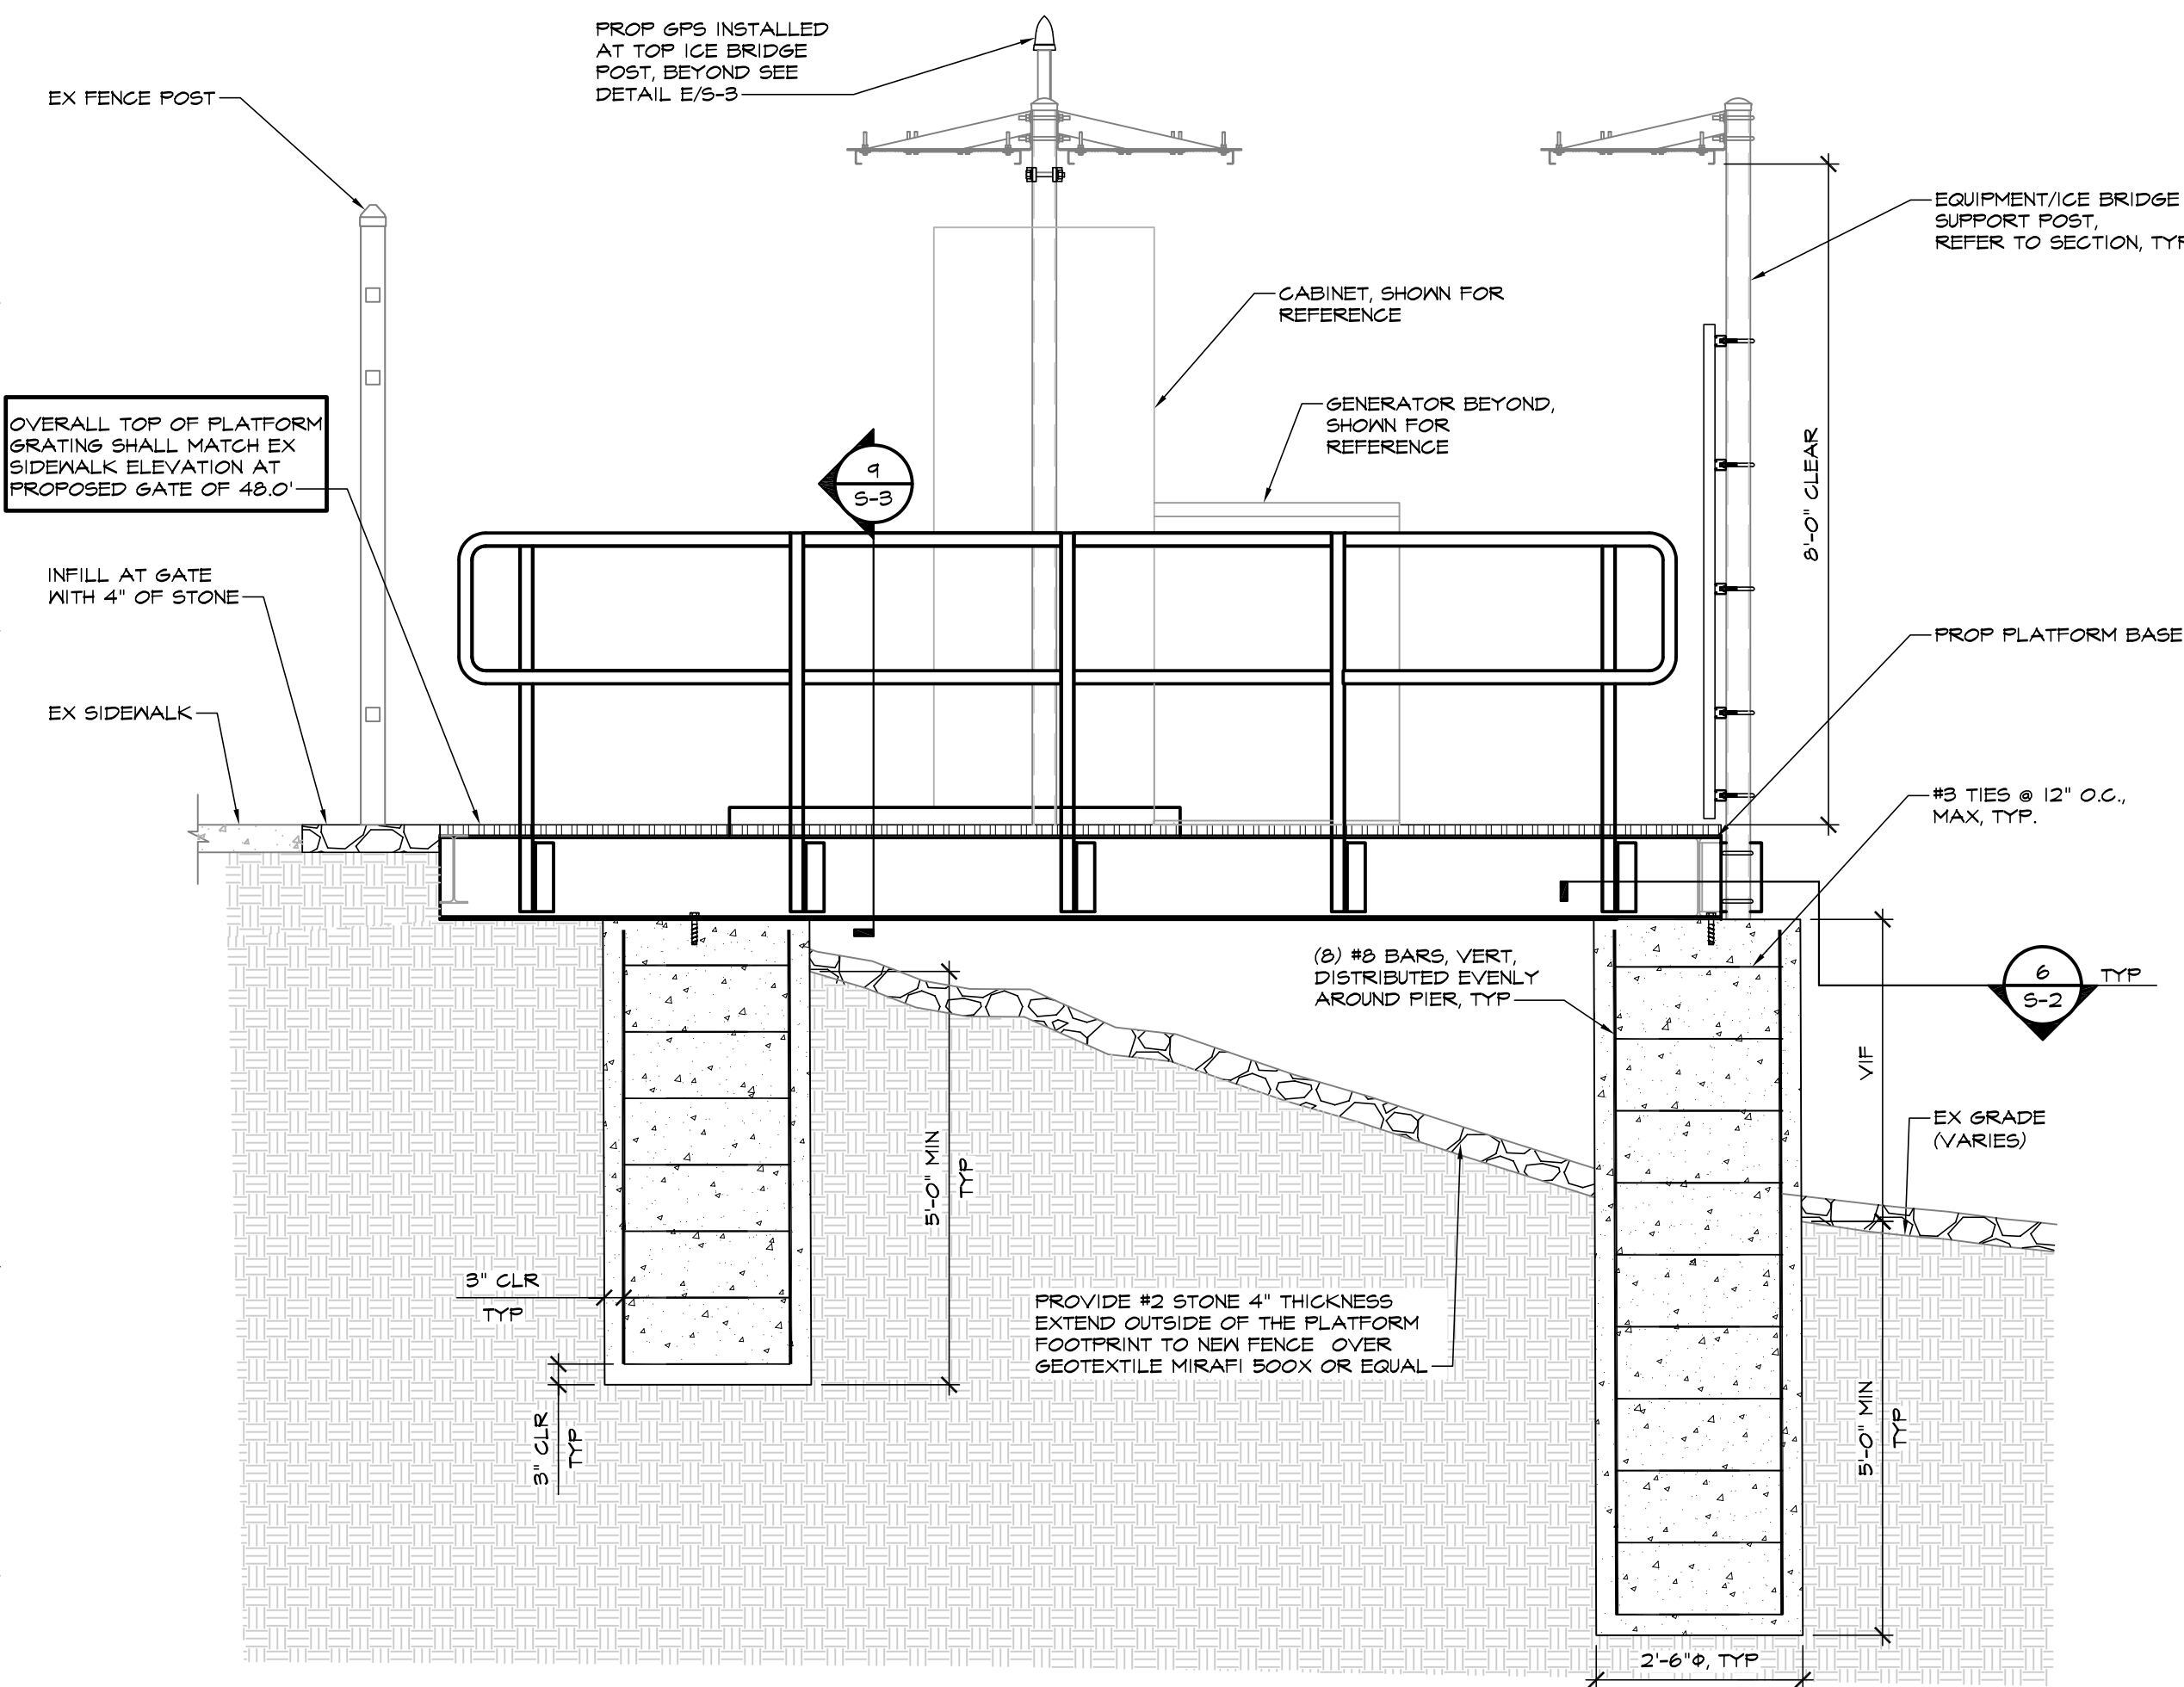 PROP GPS INSTALLED
AT TOP ICE BRIDGE
POST, BEYOND SEE
DETAIL E/S-3
EX FENCE POST
EQUIPMENT/ICE BRIDGE
SUPPORT POST,
REFER TO SECTION, TYP
CABINET, SHOWN FOR
REFERENCE
GENERATOR BEYOND,
SHOWN FOR
REFERENCE
OVERALL TOP OF PLATFORM
GRATING SHALL MATCH EX
SIDEWALK ELEVATION AT
PROPOSED GATE OF 48.0'
9
S-3
8'-0" CLEAR
INFILL AT GATE
WITH 4" OF STONE
PROP PLATFORM BASE
EX SIDEWALK
#3 TIES @ 12" O.C.,
MAX, TYP.
(8) #8 BARS, VERT,
DISTRIBUTED EVENLY
AROUND PIER, TYP
6
S-2
TYP
VIF
EX GRADE
(VARIES)
5'-0" MIN
TYP
3" CLR
TYP
PROVIDE #2 STONE 4" THICKNESS
EXTEND OUTSIDE OF THE PLATFORM
FOOTPRINT TO NEW FENCE OVER
GEOTEXTILE MIRAFI 500X OR EQUAL
3" CLR
TYP
5'-0" MIN
TYP
2'-6"Φ, TYP